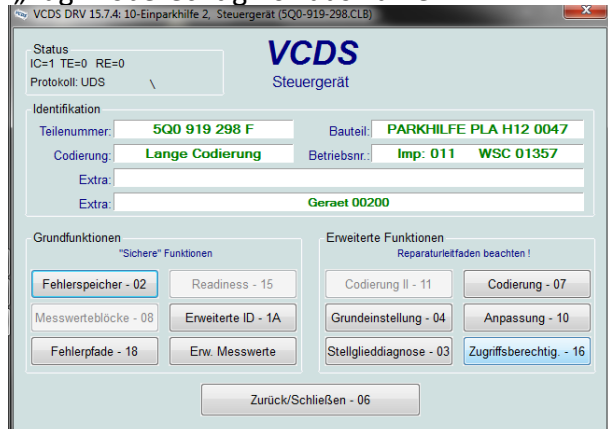 VCDS DRV 15.7.4: 10-Einparkhilfe 2, Steuergerät (5Q0-919-298.CLB)
Status
IC=1 TE=0 RE=0
Protokoll: UDS \
VCDS
Steuergerät
Identifikation
Teilenummer: 5Q0 919 298 F Bauteil: PARKHILFE PLA H12 0047
Codierung: Lange Codierung Betriebsnr.: Imp: 011 WSC 01357
Extra:
Extra: Geraet 00200
Grundfunktionen
"Sichere" Funktionen
Erweiterte Funktionen
Reparaturleitfaden beachten !
Fehlerspeicher - 02 Readiness - 15 Codierung II - 11 Codierung - 07
Messwerteblöcke - 08 Erweiterte ID - 1A Grundeinstellung - 04 Anpassung - 10
Fehlerpfade - 18 Erw. Messwerte Stellglieddiagnose - 03 Zugriffsberechtig. - 16
Zurück/Schließen - 06